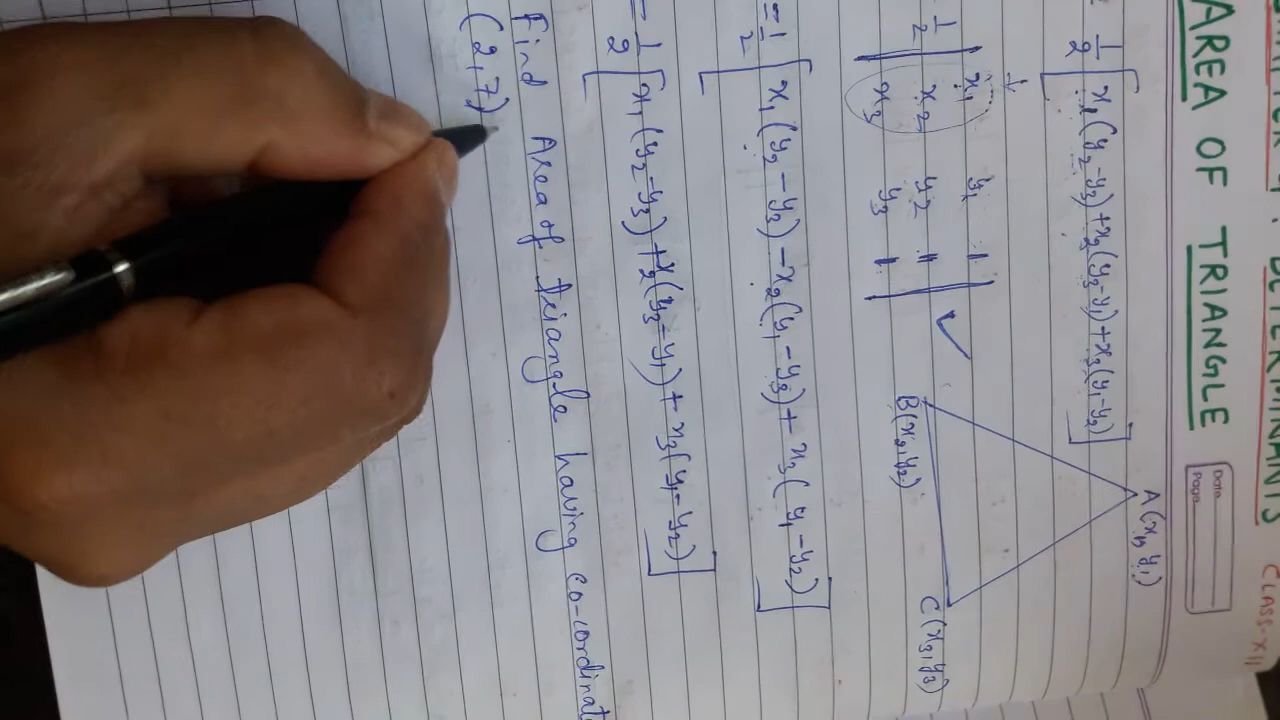 DETERMINANTS CLASS-XII
AREA OF TRIANGLE
Date
Page
1/2 [x₁(y₂-y₃)+x₂(y₃-y₁)+x₃(y₁-y₂)]
A(x₁, y₁)
B(x₂,y₂)
C(x₃,y₃)
1/2 | x₁ y₁ 1
x₂ y₂ 1
x₃ y₃ 1 | ✓
= 1/2 [x₁(y₂-y₃)-x₂(y₁-y₃)+x₃(y₁-y₂)]
= 1/2 [x₁(y₂-y₃)+x₂(y₃-y₁)+x₃(y₁-y₂)]
Find Area of triangle having co-ordinat
(2,7)